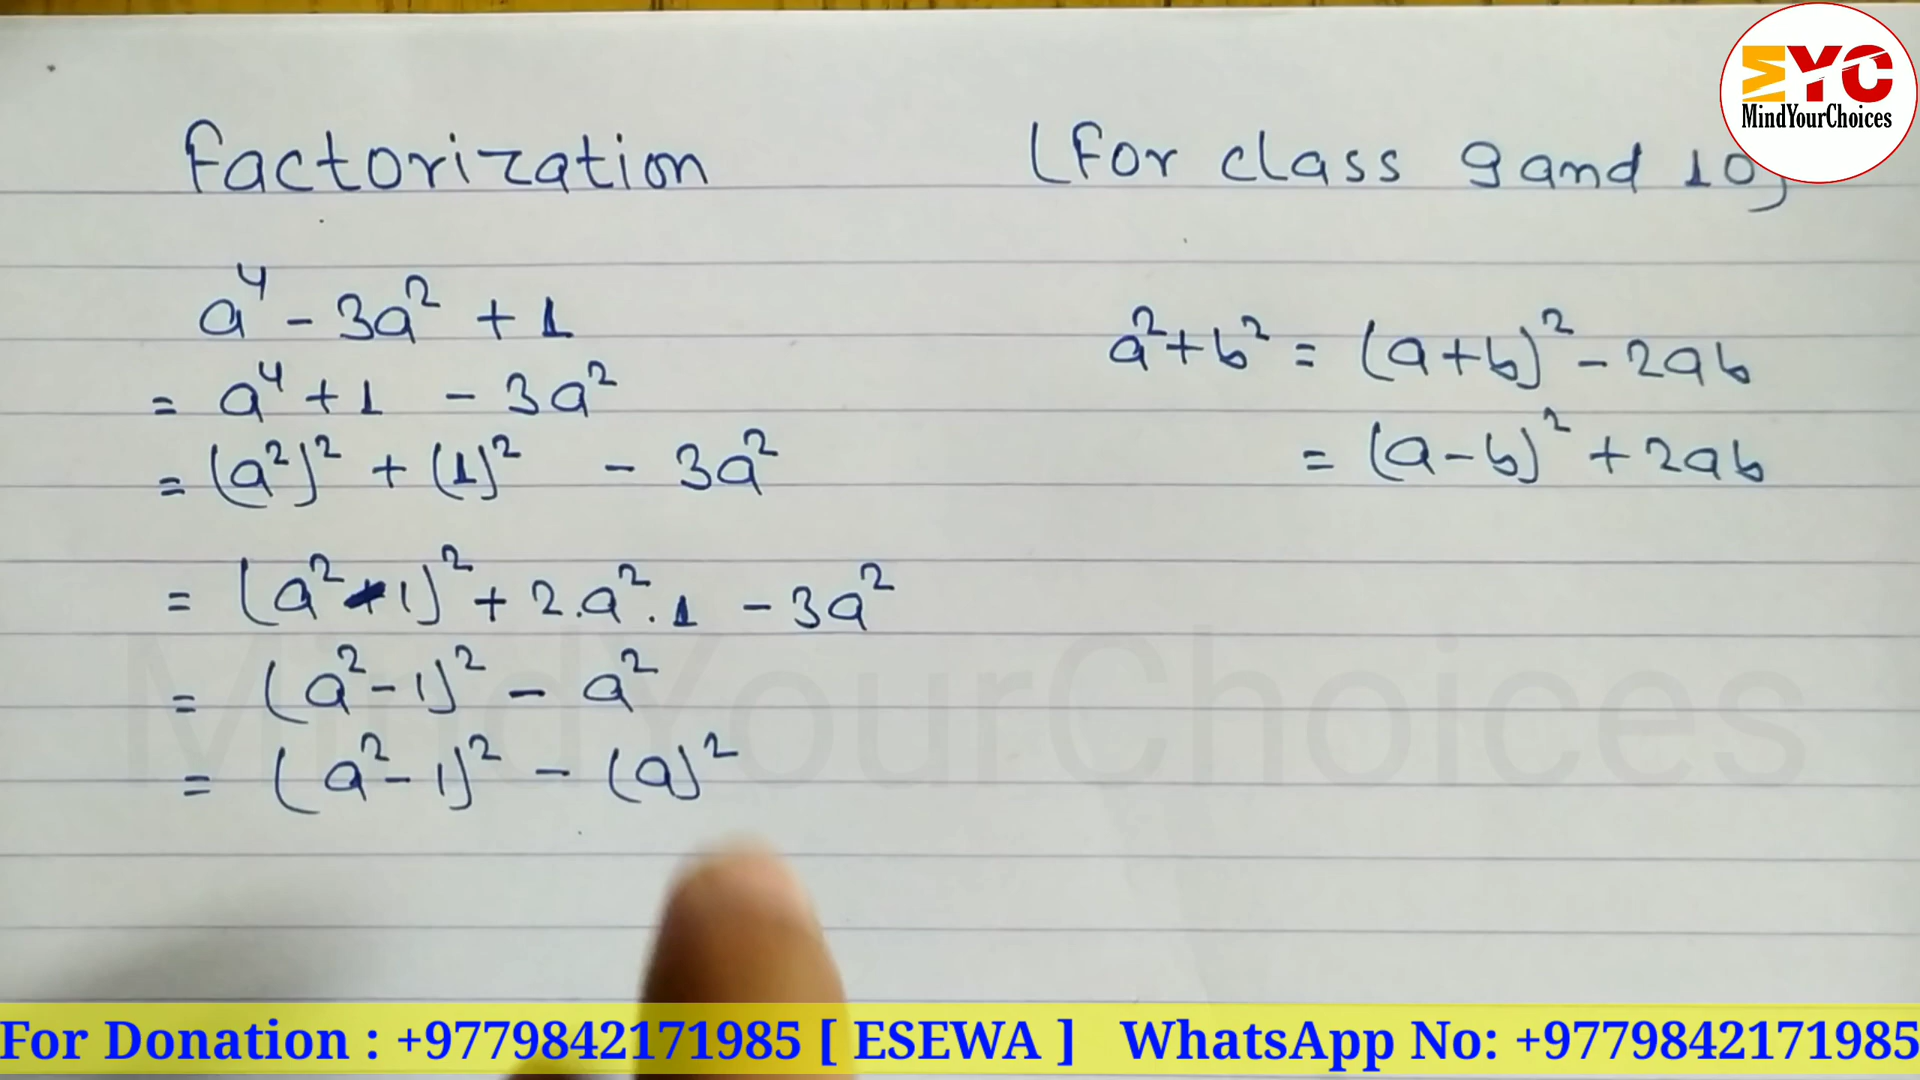 MYC
MindYourChoices
Factorization (For class 9 and 10)
a⁴ - 3a² + 1
= a⁴ + 1 - 3a²
= (a²)² + (1)² - 3a²
= (a² - 1)² + 2.a².1 - 3a²
= (a² - 1)² - a²
= (a² - 1)² - (a)²
a² + b² = (a+b)² - 2ab
= (a-b)² + 2ab
MindYourChoices
For Donation : +9779842171985 [ ESEWA ] WhatsApp No: +9779842171985